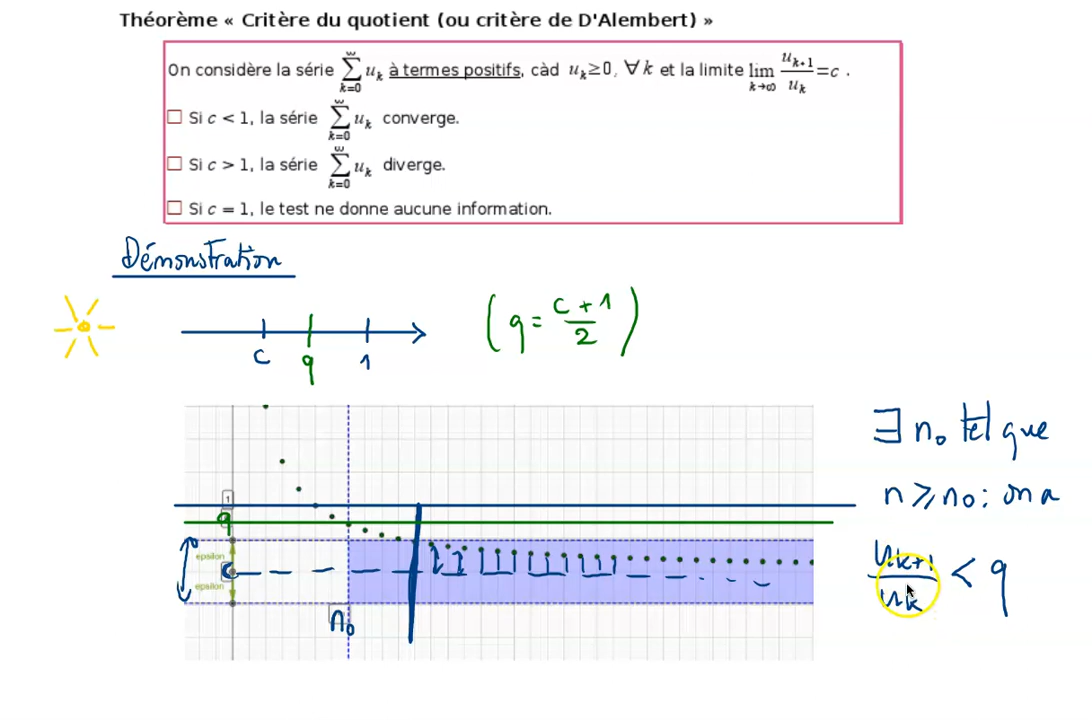 Théorème « Critère du quotient (ou critère de D'Alembert) »
On considère la série ∑_{k=0}^{∞} u_k à termes positifs, càd u_k≥0, ∀k et la limite lim_{k→∞} u_{k+1}/u_k = c .
☐ Si c < 1, la série ∑_{k=0}^{∞} u_k converge.
☐ Si c > 1, la série ∑_{k=0}^{∞} u_k diverge.
☐ Si c = 1, le test ne donne aucune information.
Démonstration
c q 1
(q = (c+1)/2)
1
q
epsilon
c
epsilon
n₀
∃ n₀ tel que
n ≥ n₀ : on a
u_{k+1}/u_k < q